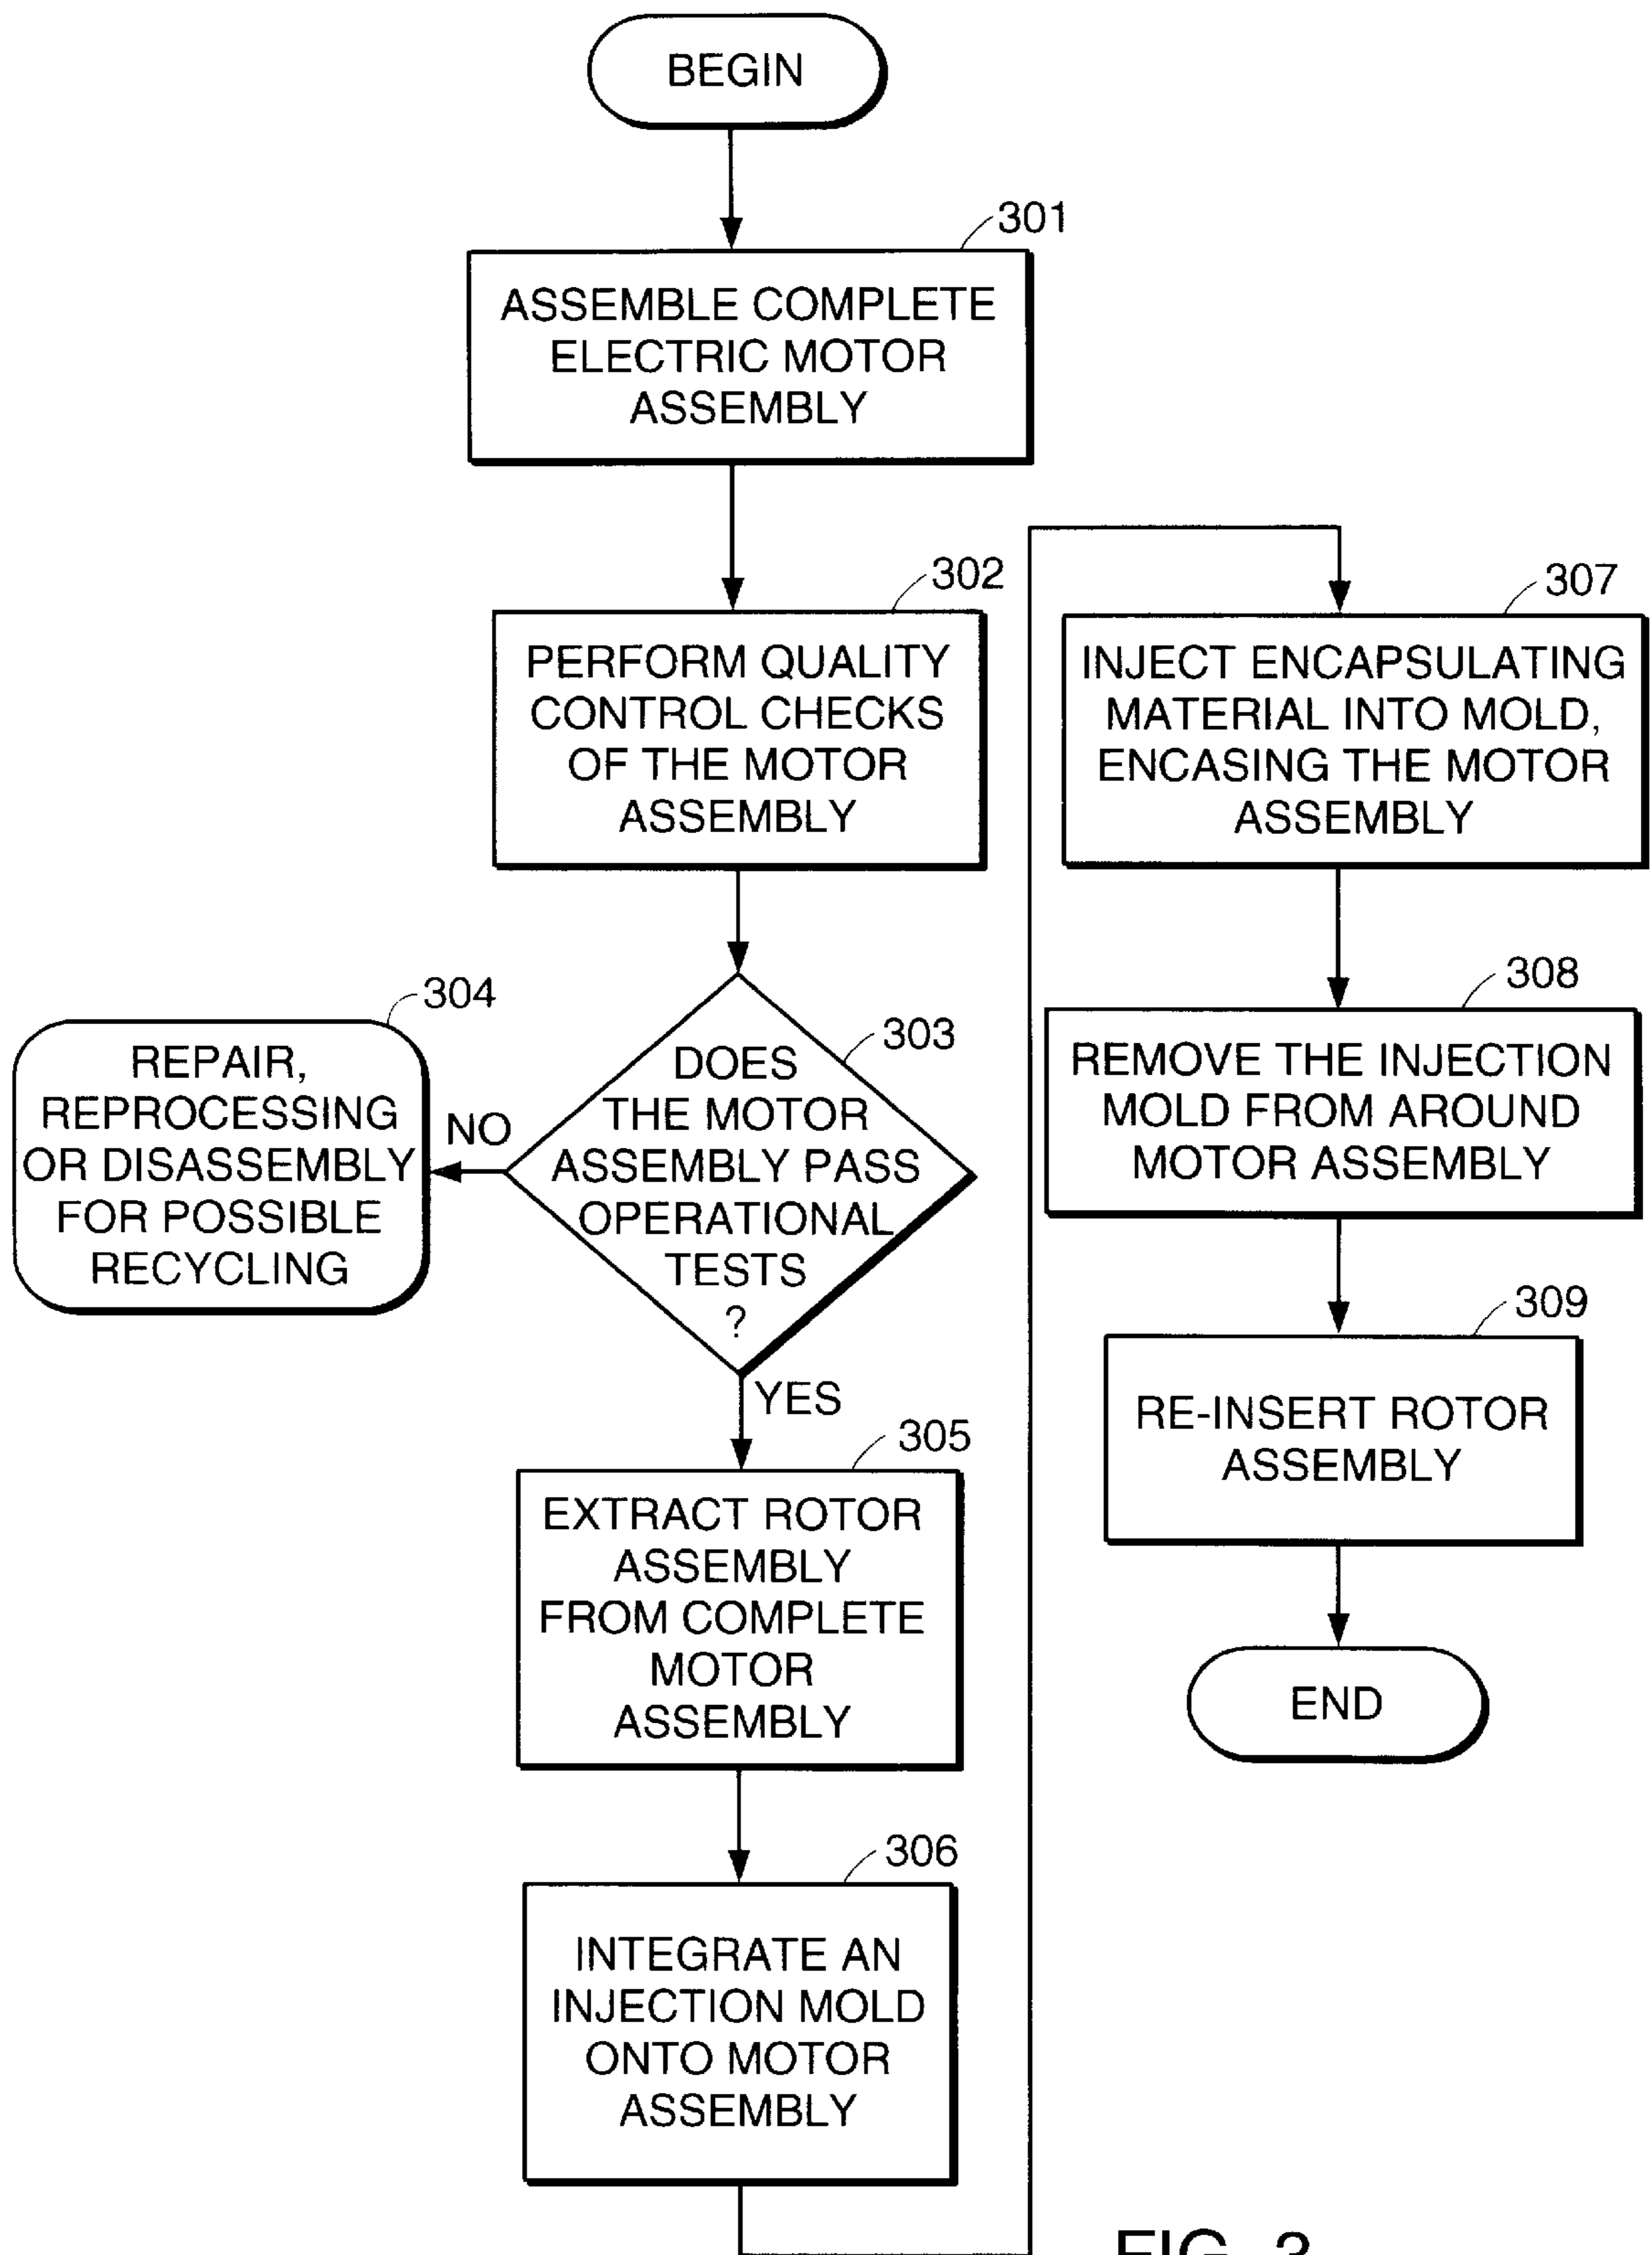 BEGIN
301
ASSEMBLE COMPLETE
ELECTRIC MOTOR
ASSEMBLY
302
PERFORM QUALITY
CONTROL CHECKS
OF THE MOTOR
ASSEMBLY
303
DOES
THE MOTOR
ASSEMBLY PASS
OPERATIONAL
TESTS
?
NO
304
REPAIR,
REPROCESSING
OR DISASSEMBLY
FOR POSSIBLE
RECYCLING
YES
305
EXTRACT ROTOR
ASSEMBLY
FROM COMPLETE
MOTOR
ASSEMBLY
306
INTEGRATE AN
INJECTION MOLD
ONTO MOTOR
ASSEMBLY
307
INJECT ENCAPSULATING
MATERIAL INTO MOLD,
ENCASING THE MOTOR
ASSEMBLY
308
REMOVE THE INJECTION
MOLD FROM AROUND
MOTOR ASSEMBLY
309
RE-INSERT ROTOR
ASSEMBLY
END
FIG. 3